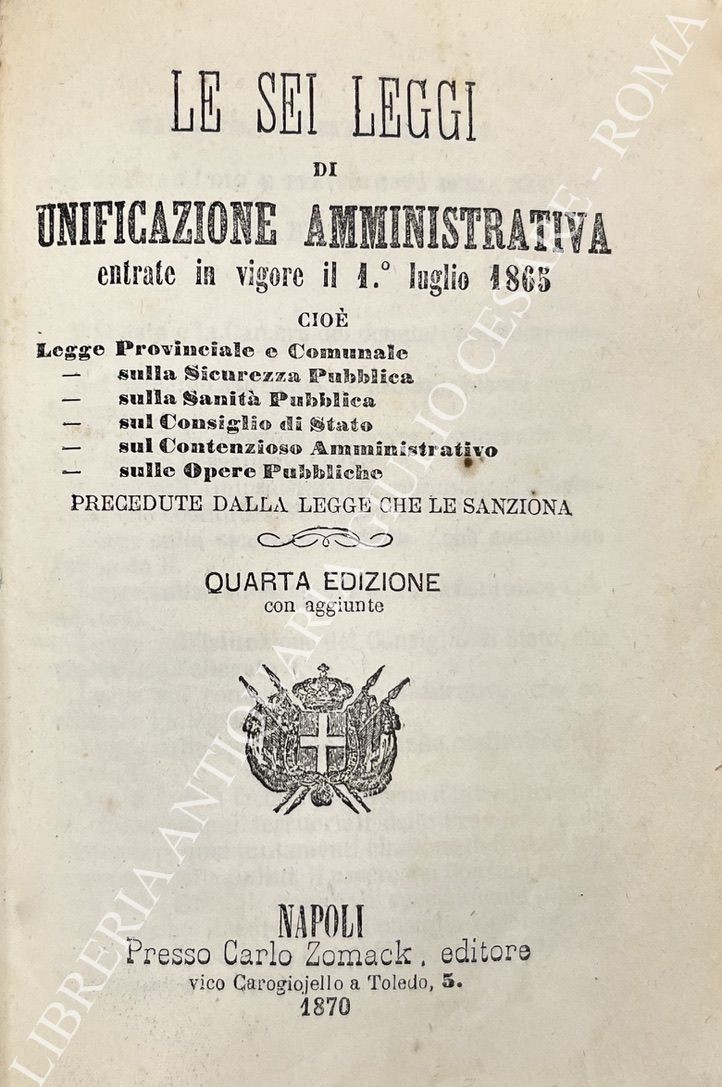 LE SEI LEGGI
DI
UNIFICAZIONE AMMINISTRATIVA
entrate in vigore il 1.° luglio 1865
CIOÈ
Legge Provinciale e Comunale
— sulla Sicurezza Pubblica
— sulla Sanità Pubblica
— sul Consiglio di Stato
— sul Contenzioso Amministrativo
— sulle Opere Pubbliche
PRECEDUTE DALLA LEGGE CHE LE SANZIONA
QUARTA EDIZIONE
con aggiunte
NAPOLI
Presso Carlo Zomack, editore
vico Carogiojello a Toledo, 5.
1870
LIBRERIA ANTIQUARIA GIULIO CESARE - ROMA